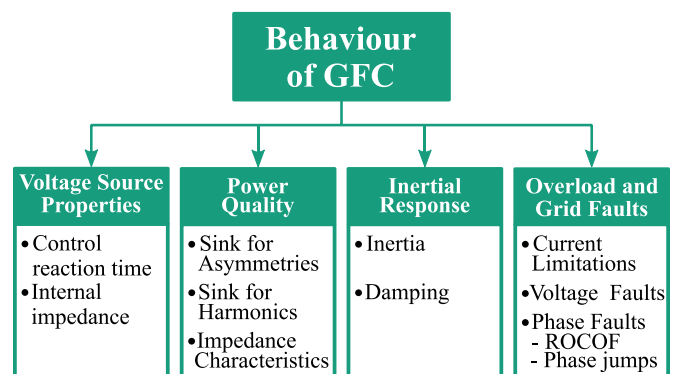 Behaviour
of GFC
Voltage Source
Properties
• Control
reaction time
• Internal
impedance
Power
Quality
• Sink for
Asymmetries
• Sink for
Harmonics
• Impedance
Characteristics
Inertial
Response
• Inertia
• Damping
Overload and
Grid Faults
• Current
Limitations
• Voltage Faults
• Phase Faults
- ROCOF
- Phase jumps